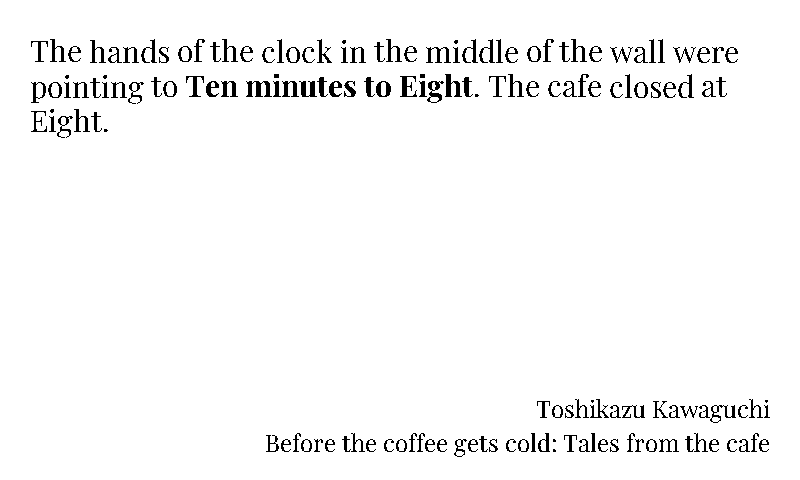 The hands of the clock in the middle of the wall were
pointing to Ten minutes to Eight. The cafe closed at
Eight.
Toshikazu Kawaguchi
Before the coffee gets cold: Tales from the cafe